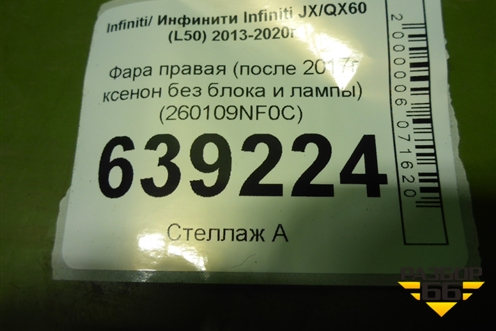 Infiniti/ Инфинити Infiniti JX/QX60
(L50) 2013-2020г
Фара правая (после 2017г
ксенон без блока и лампы)
(260109NF0C)
639224
Стеллаж А
2000006071620
РАЗБОР
66